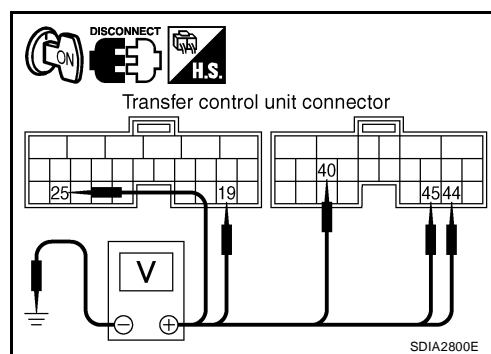 DISCONNECT
ON
H.S.
Transfer control unit connector
40
25 19 45 44
V
− +
SDIA2800E